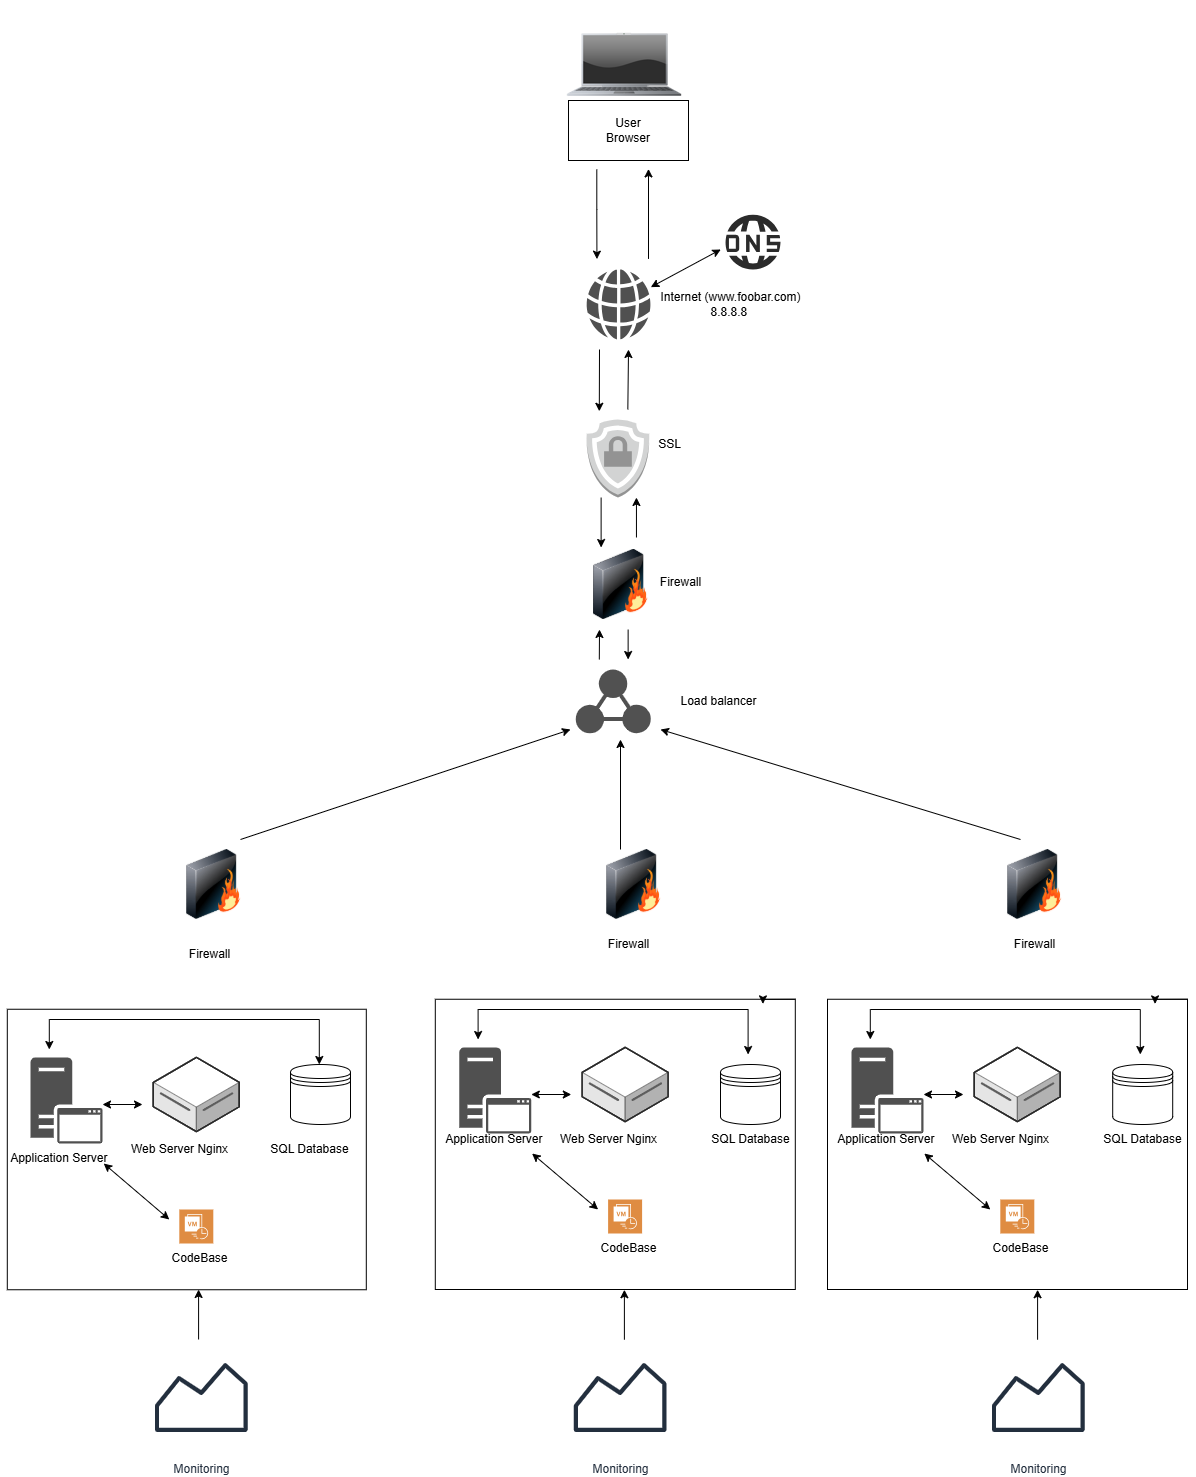 User
Browser
DNS
Internet (www.foobar.com)
8.8.8.8
SSL
Firewall
Load balancer
Firewall
Firewall
Firewall
Application Server
Web Server Nginx
SQL Database
VM
CodeBase
Application Server
Web Server Nginx
SQL Database
VM
CodeBase
Application Server
Web Server Nginx
SQL Database
VM
CodeBase
Monitoring
Monitoring
Monitoring